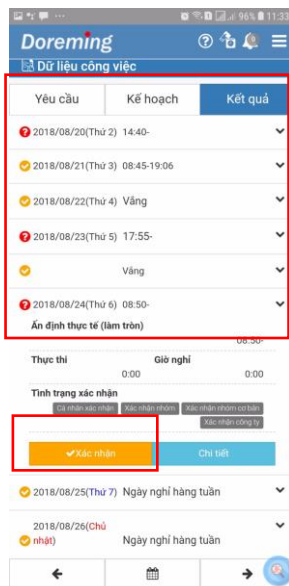 96% 11:33
Doreming
Dữ liệu công việc
Yêu cầu Kế hoạch Kết quả
2018/08/20(Thứ 2) 14:40-
2018/08/21(Thứ 3) 08:45-19:06
2018/08/22(Thứ 4) Vắng
2018/08/23(Thứ 5) 17:55-
Vắng
2018/08/24(Thứ 6) 08:50-
Ấn định thực tế (làm tròn)
08:50-
Thực thi Giờ nghỉ
0:00 0:00
Tình trạng xác nhận
Cá nhân xác nhận Xác nhận nhóm Xác nhận nhóm cơ bản
Xác nhận công ty
Xác nhận Chi tiết
2018/08/25(Thứ 7) Ngày nghỉ hàng tuần
2018/08/26(Chủ
nhật) Ngày nghỉ hàng tuần